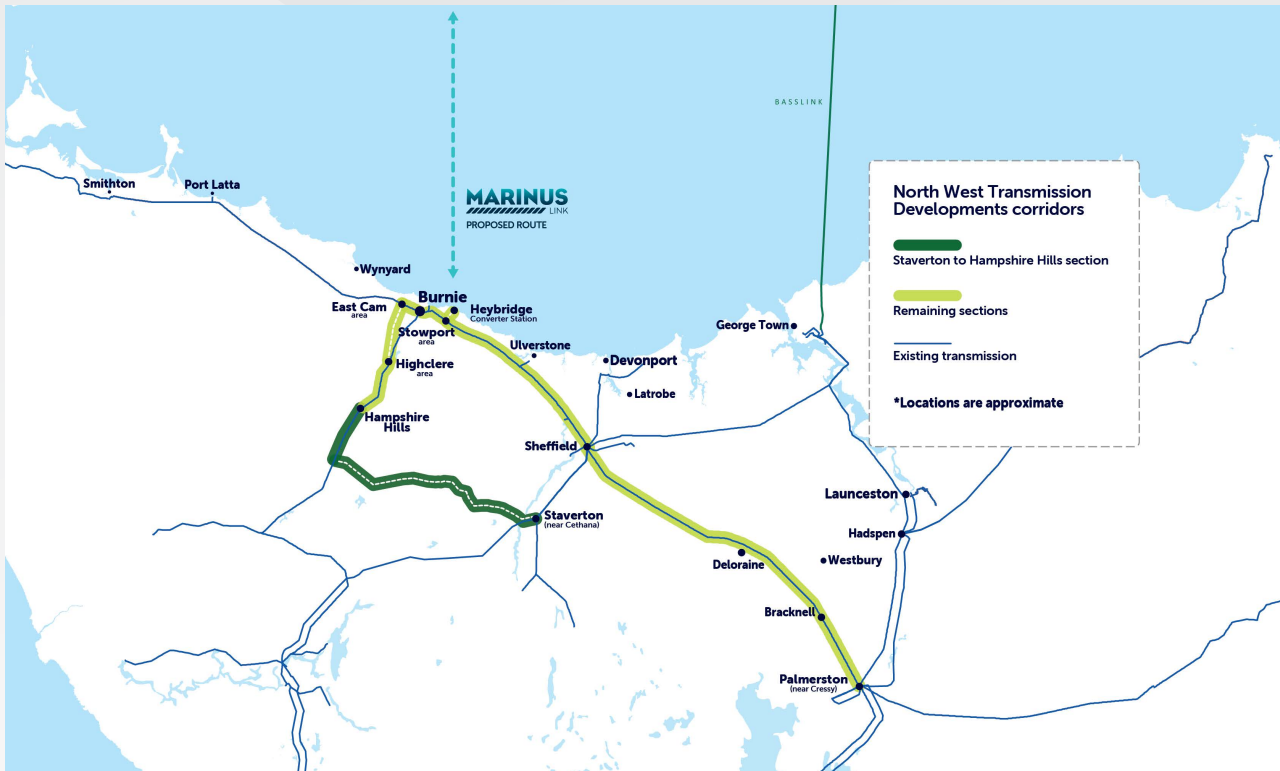 BASSLINK
Smithton
Port Latta
MARINUS
LINK
PROPOSED ROUTE
North West Transmission
Developments corridors
Staverton to Hampshire Hills section
Remaining sections
Existing transmission
*Locations are approximate
Wynyard
Burnie
East Cam
area
Heybridge
Converter Station
Stowport
area
George Town
Ulverstone
Devonport
Highclere
area
Latrobe
Hampshire
Hills
Sheffield
Launceston
Staverton
(near Cethana)
Hadspen
Deloraine
Westbury
Bracknell
Palmerston
(near Cressy)